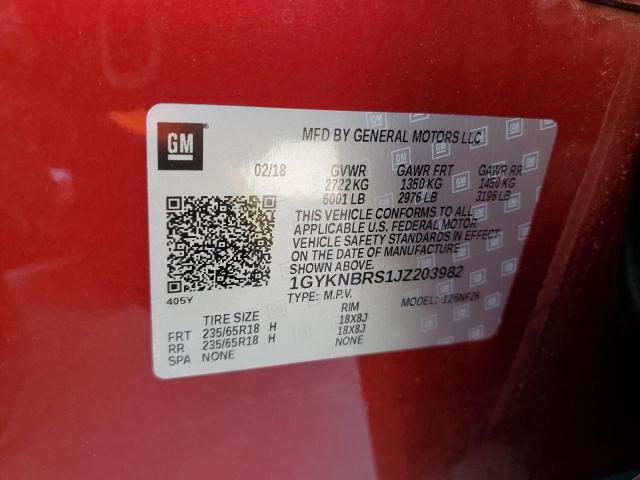 GM
MFD BY GENERAL MOTORS LLC
02/18 GVWR GAWR FRT GAWR RR
2722 KG 1350 KG 1450 KG
6001 LB 2976 LB 3196 LB
THIS VEHICLE CONFORMS TO ALL
APPLICABLE U.S. FEDERAL MOTOR
VEHICLE SAFETY STANDARDS IN EFFECT
ON THE DATE OF MANUFACTURE
SHOWN ABOVE.
1GYKNBRS1JZ203982
405Y
TYPE: M.P.V. MODEL: 126NF26
TIRE SIZE RIM
FRT 235/65R18 H 18X8J
RR 235/65R18 H 18X8J
SPA NONE NONE